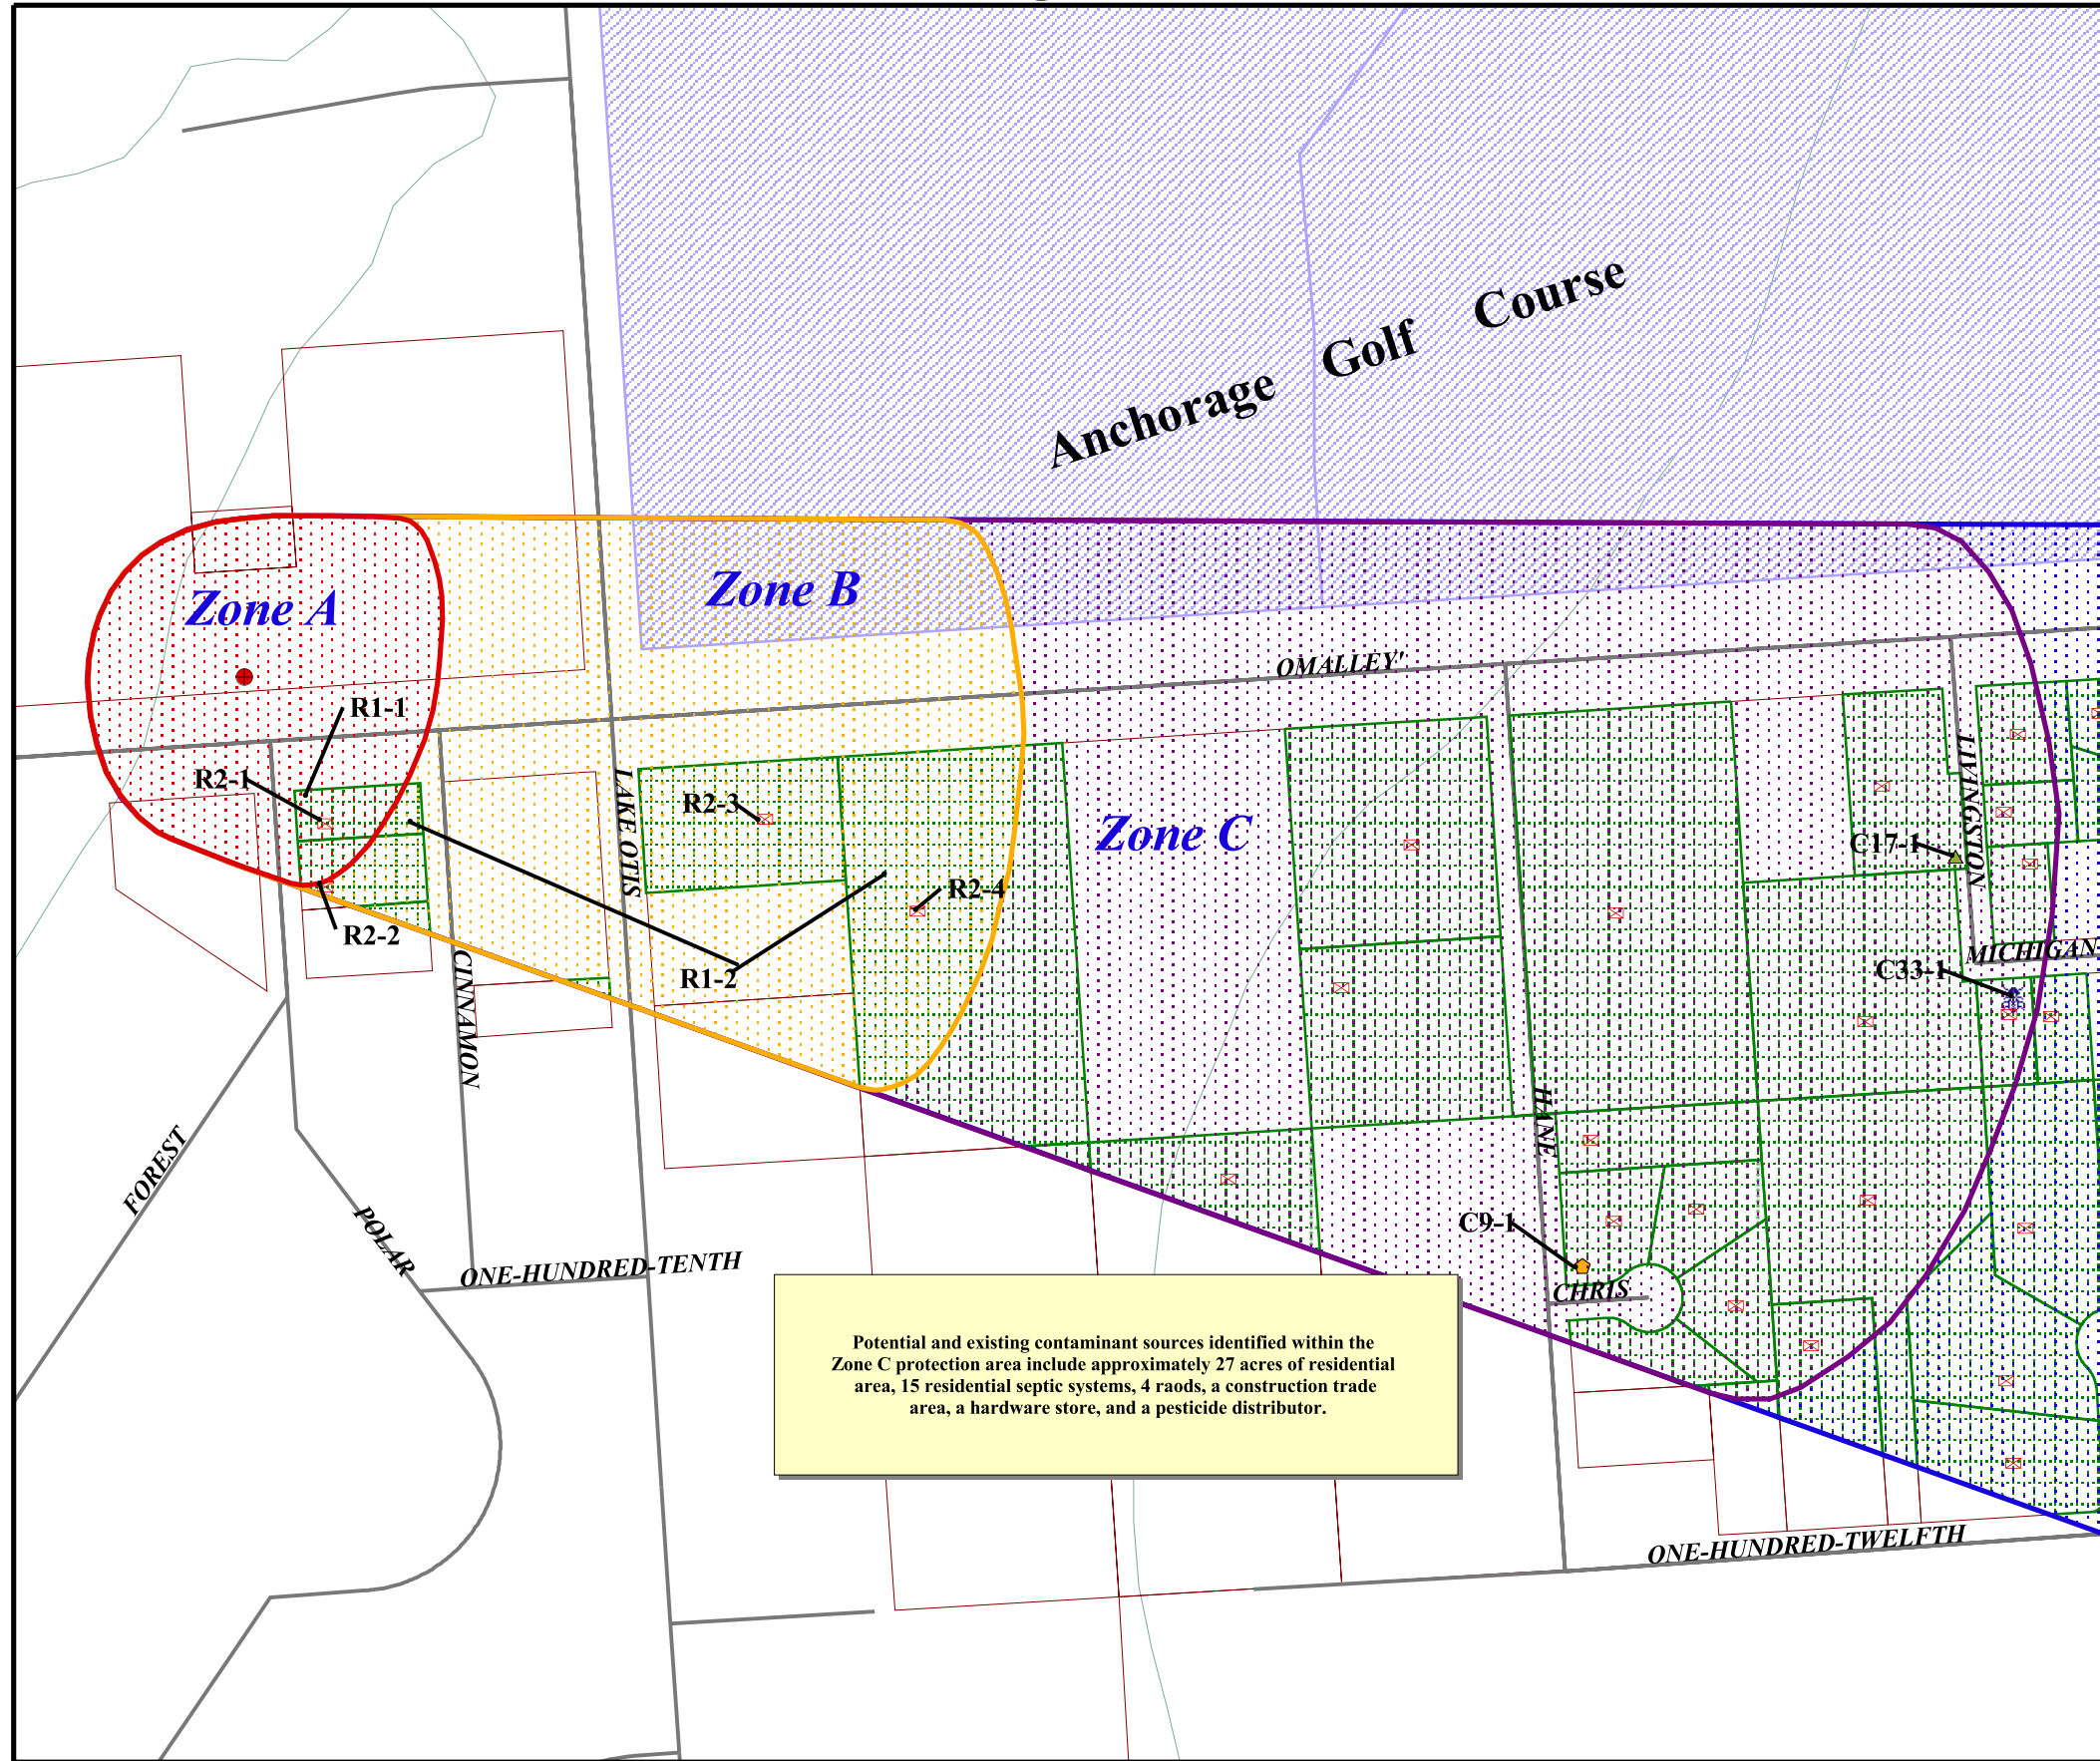 Anchorage Golf Course
Zone A
Zone B
OMALLEY'
R1-1
R2-1
LAKE OTIS
R2-3
Zone C
LIVINGSTON
C17-1
R2-4
R2-2
R1-2
CINNAMON
MICHIGAN
C33-1
HANE
FOREST
POLAR
C9-1
ONE-HUNDRED-TENTH
CHRIS
Potential and existing contaminant sources identified within the
Zone C protection area include approximately 27 acres of residential
area, 15 residential septic systems, 4 raods, a construction trade
area, a hardware store, and a pesticide distributor.
ONE-HUNDRED-TWELFTH